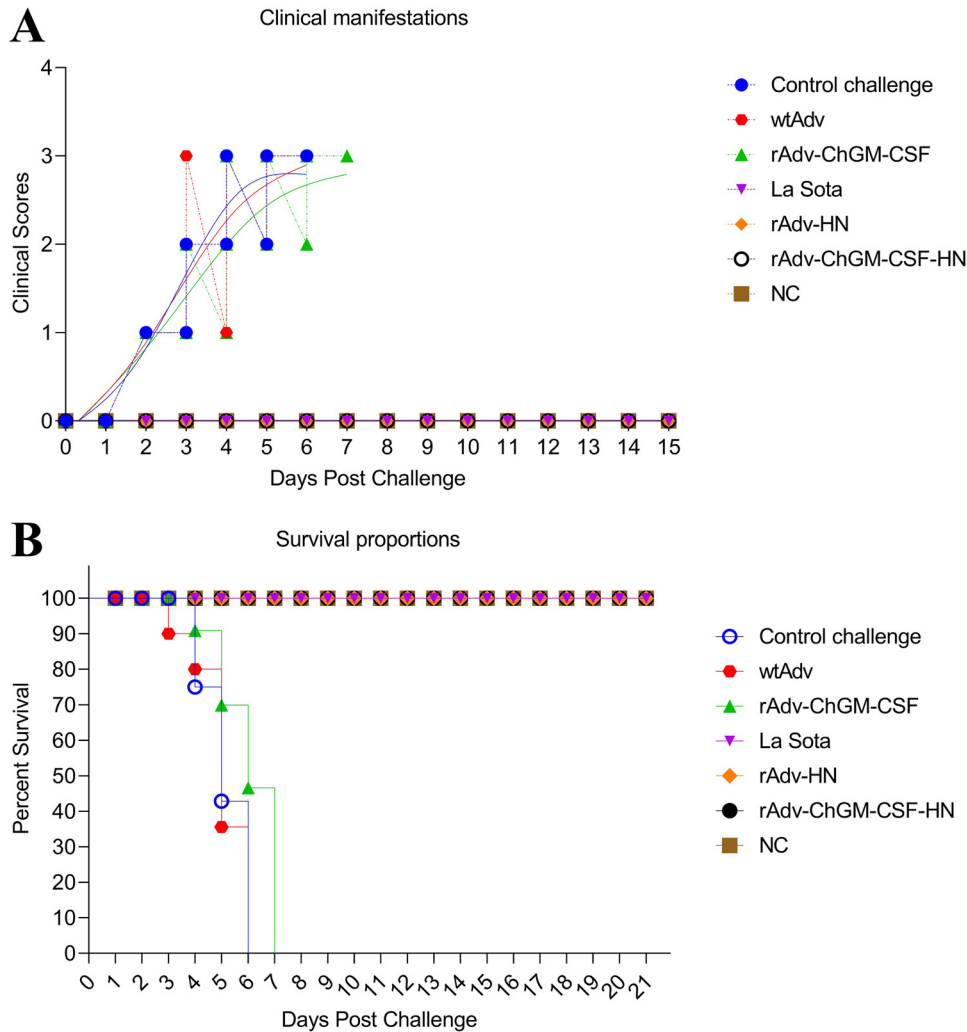 A
Clinical manifestations
Clinical Scores
4
3
2
1
0
0 1 2 3 4 5 6 7 8 9 10 11 12 13 14 15
Days Post Challenge
Control challenge
wtAdv
rAdv-ChGM-CSF
La Sota
rAdv-HN
rAdv-ChGM-CSF-HN
NC
B
Survival proportions
Percent Survival
100
90
80
70
60
50
40
30
20
10
0
0 1 2 3 4 5 6 7 8 9 10 11 12 13 14 15 16 17 18 19 20 21
Days Post Challenge
Control challenge
wtAdv
rAdv-ChGM-CSF
La Sota
rAdv-HN
rAdv-ChGM-CSF-HN
NC